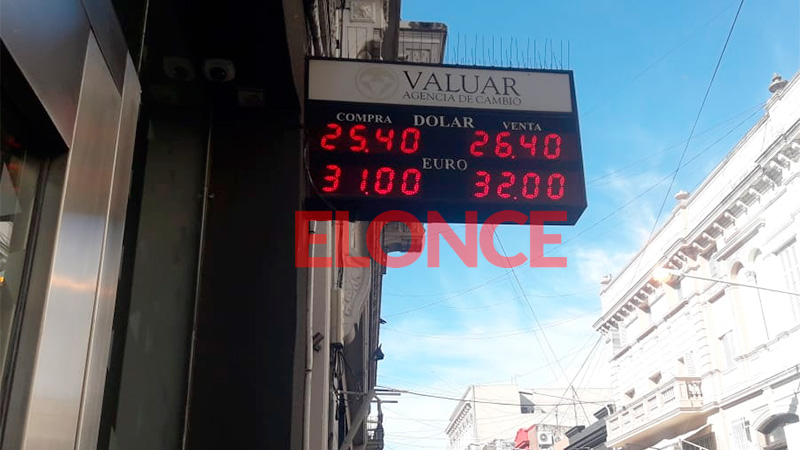 VALUAR
AGENCIA DE CAMBIO
COMPRA DOLAR VENTA
25.40 26.40
EURO
31.00 32.00
ELONCE